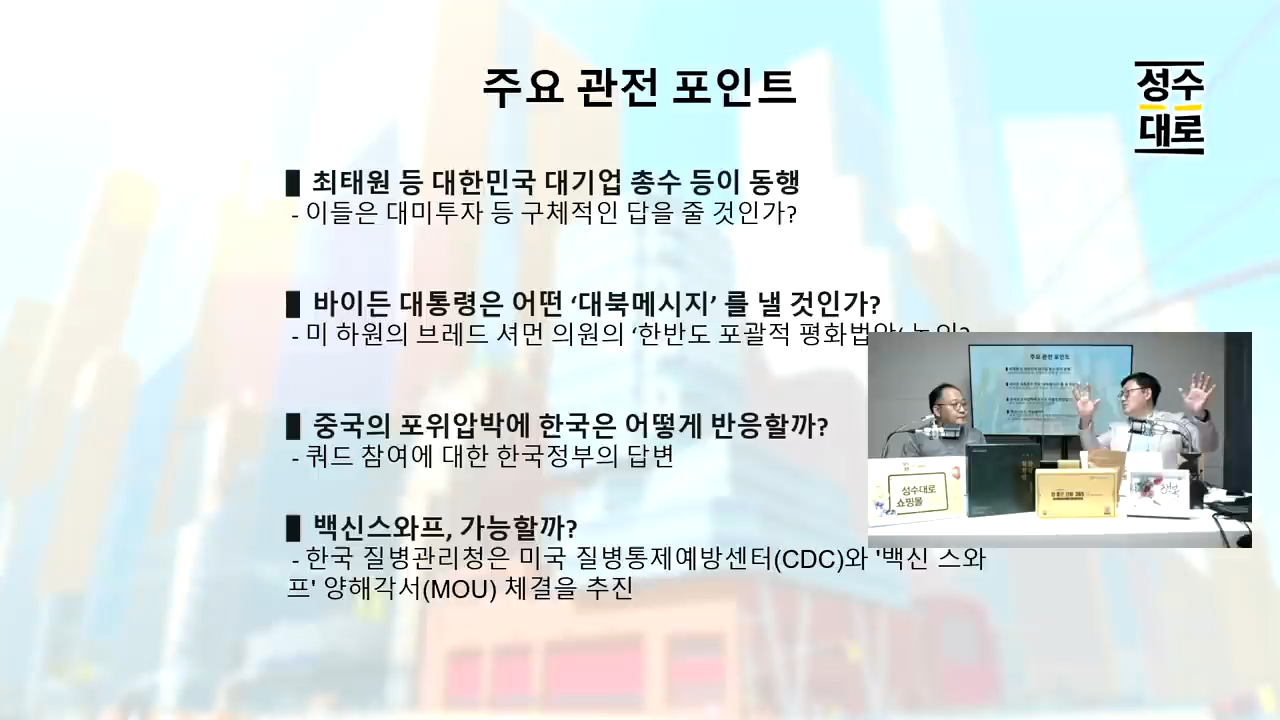 주요 관전 포인트
성수
대로
▮ 최태원 등 대한민국 대기업 총수 등이 동행
- 이들은 대미투자 등 구체적인 답을 줄 것인가?
▮ 바이든 대통령은 어떤 ‘대북메시지’ 를 낼 것인가?
- 미 하원의 브레드 셔먼 의원의 ‘한반도 포괄적 평화법안‘
▮ 중국의 포위압박에 한국은 어떻게 반응할까?
- 쿼드 참여에 대한 한국정부의 답변
▮ 백신스와프, 가능할까?
- 한국 질병관리청은 미국 질병통제예방센터(CDC)와 '백신 스와
프' 양해각서(MOU) 체결을 추진
주요 관전 포인트
성수대로
쇼핑몰